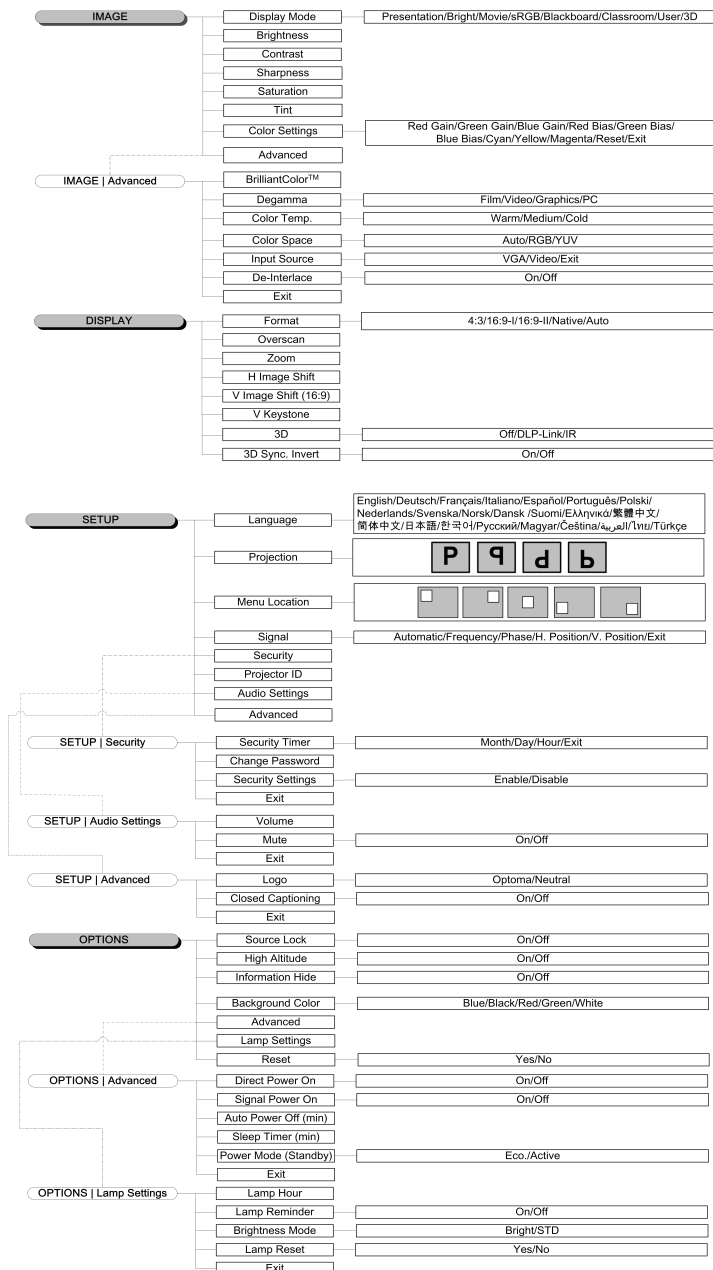 IMAGE
Display Mode
Presentation/Bright/Movie/sRGB/Blackboard/Classroom/User/3D
Brightness
Contrast
Sharpness
Saturation
Tint
Color Settings
Red Gain/Green Gain/Blue Gain/Red Bias/Green Bias/
Blue Bias/Cyan/Yellow/Magenta/Reset/Exit
Advanced
IMAGE | Advanced
BrilliantColor™
Degamma
Film/Video/Graphics/PC
Color Temp.
Warm/Medium/Cold
Color Space
Auto/RGB/YUV
Input Source
VGA/Video/Exit
De-Interlace
On/Off
Exit
DISPLAY
Format
4:3/16:9-I/16:9-II/Native/Auto
Overscan
Zoom
H Image Shift
V Image Shift (16:9)
V Keystone
3D
Off/DLP-Link/IR
3D Sync. Invert
On/Off
SETUP
Language
English/Deutsch/Français/Italiano/Español/Português/Polski/
Nederlands/Svenska/Norsk/Dansk /Suomi/Ελληνικά/繁體中文/
简体中文/日本語/한국어/Русский/Magyar/Čeština/العربية/ไทย/Türkçe
Projection
P P P P
Menu Location
Signal
Automatic/Frequency/Phase/H. Position/V. Position/Exit
Security
Projector ID
Audio Settings
Advanced
SETUP | Security
Security Timer
Month/Day/Hour/Exit
Change Password
Security Settings
Enable/Disable
Exit
SETUP | Audio Settings
Volume
Mute
On/Off
Exit
SETUP | Advanced
Logo
Optoma/Neutral
Closed Captioning
On/Off
Exit
OPTIONS
Source Lock
On/Off
High Altitude
On/Off
Information Hide
On/Off
Background Color
Blue/Black/Red/Green/White
Advanced
Lamp Settings
Reset
Yes/No
OPTIONS | Advanced
Direct Power On
On/Off
Signal Power On
On/Off
Auto Power Off (min)
Sleep Timer (min)
Power Mode (Standby)
Eco./Active
Exit
OPTIONS | Lamp Settings
Lamp Hour
Lamp Reminder
On/Off
Brightness Mode
Bright/STD
Lamp Reset
Yes/No
Exit